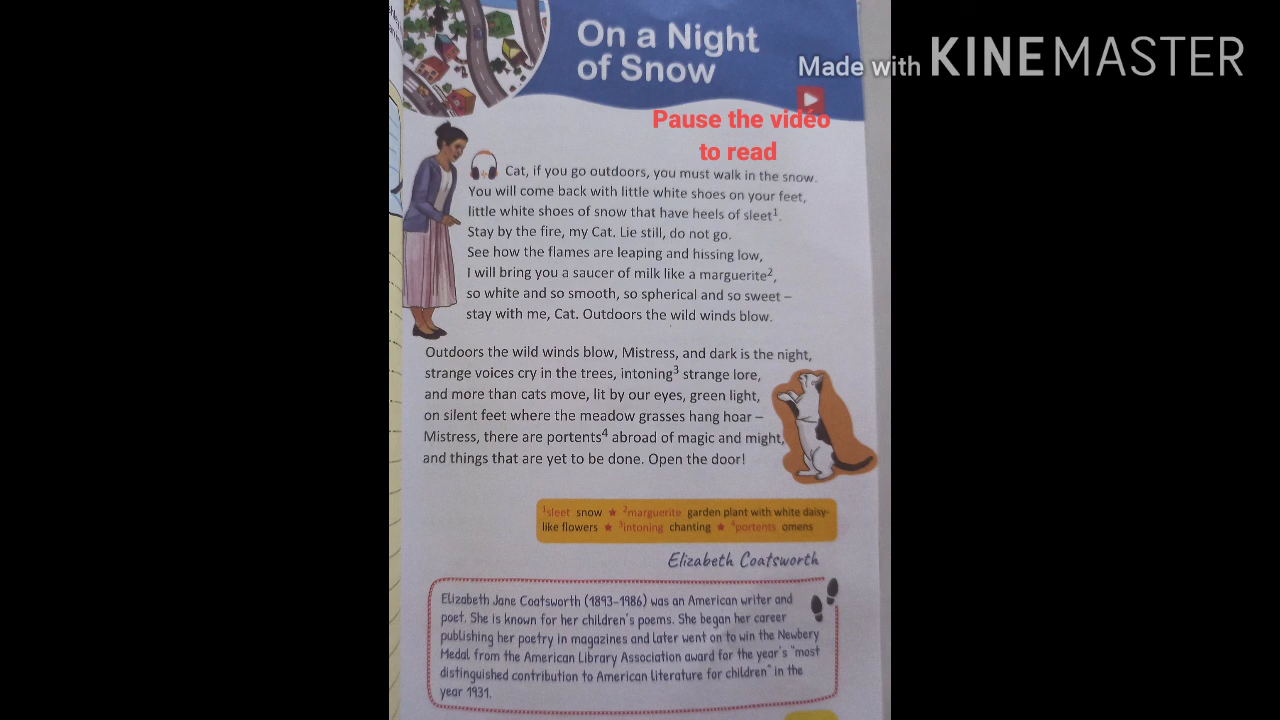 On a Night
of Snow
Made with KINEMASTER
Pause the video
to read
Cat, if you go outdoors, you must walk in the snow.
You will come back with little white shoes on your feet,
little white shoes of snow that have heels of sleet¹.
Stay by the fire, my Cat. Lie still, do not go.
See how the flames are leaping and hissing low,
I will bring you a saucer of milk like a marguerite²,
so white and so smooth, so spherical and so sweet –
stay with me, Cat. Outdoors the wild winds blow.
Outdoors the wild winds blow, Mistress, and dark is the night,
strange voices cry in the trees, intoning³ strange lore,
and more than cats move, lit by our eyes, green light,
on silent feet where the meadow grasses hang hoar –
Mistress, there are portents⁴ abroad of magic and might,
and things that are yet to be done. Open the door!
¹sleet snow ★ ²marguerite garden plant with white daisy-
like flowers ★ ³intoning chanting ★ ⁴portents omens
Elizabeth Coatsworth
Elizabeth Jane Coatsworth (1893–1986) was an American writer and
poet. She is known for her children's poems. She began her career
publishing her poetry in magazines and later went on to win the Newbery
Medal from the American Library Association award for the year's "most
distinguished contribution to American literature for children" in the
year 1931.